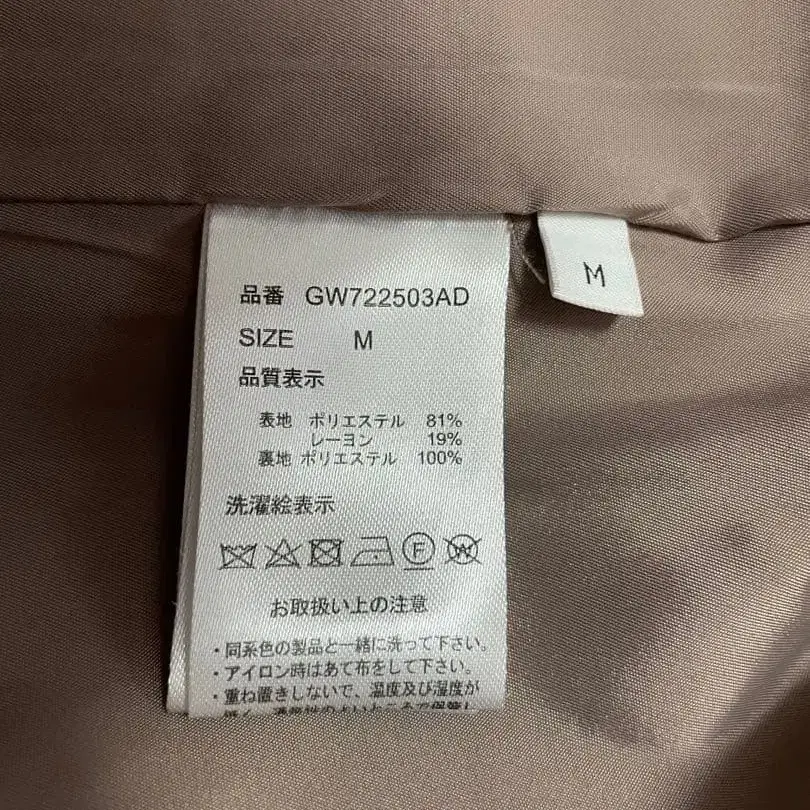 品番 GW722503AD
SIZE M
品質表示
表地 ポリエステル 81%
レーヨン 19%
裏地 ポリエステル 100%
洗濯絵表示
F W
お取扱い上の注意
・同系色の製品と一緒に洗って下さい。
・アイロン時はあて布をして下さい。
・重ね置きしないで、温度及び湿度が
M